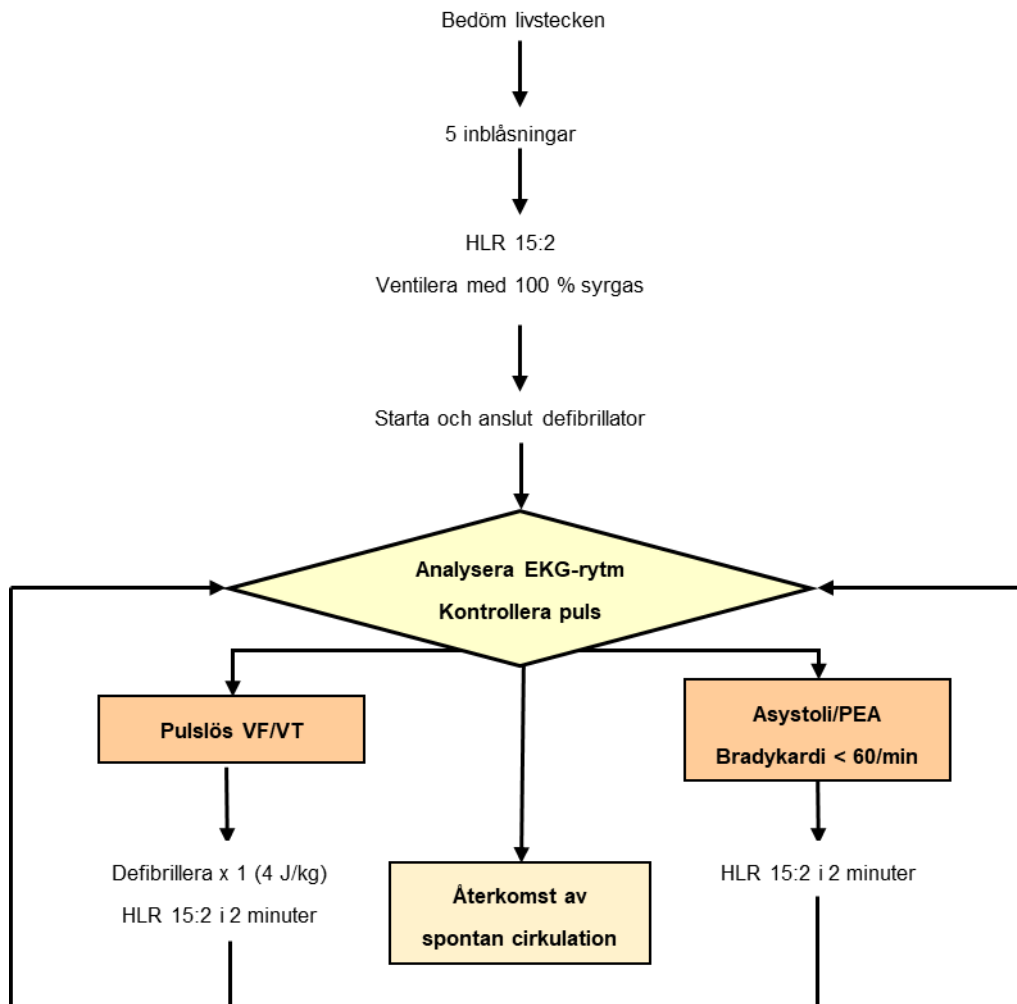 Bedöm livstecken
5 inblåsningar
HLR 15:2
Ventilera med 100 % syrgas
Starta och anslut defibrillator
Analysera EKG-rytm
Kontrollera puls
Pulslös VF/VT
Asystoli/PEA
Bradykardi < 60/min
Defibrillera x 1 (4 J/kg)
HLR 15:2 i 2 minuter
Återkomst av
spontan cirkulation
HLR 15:2 i 2 minuter